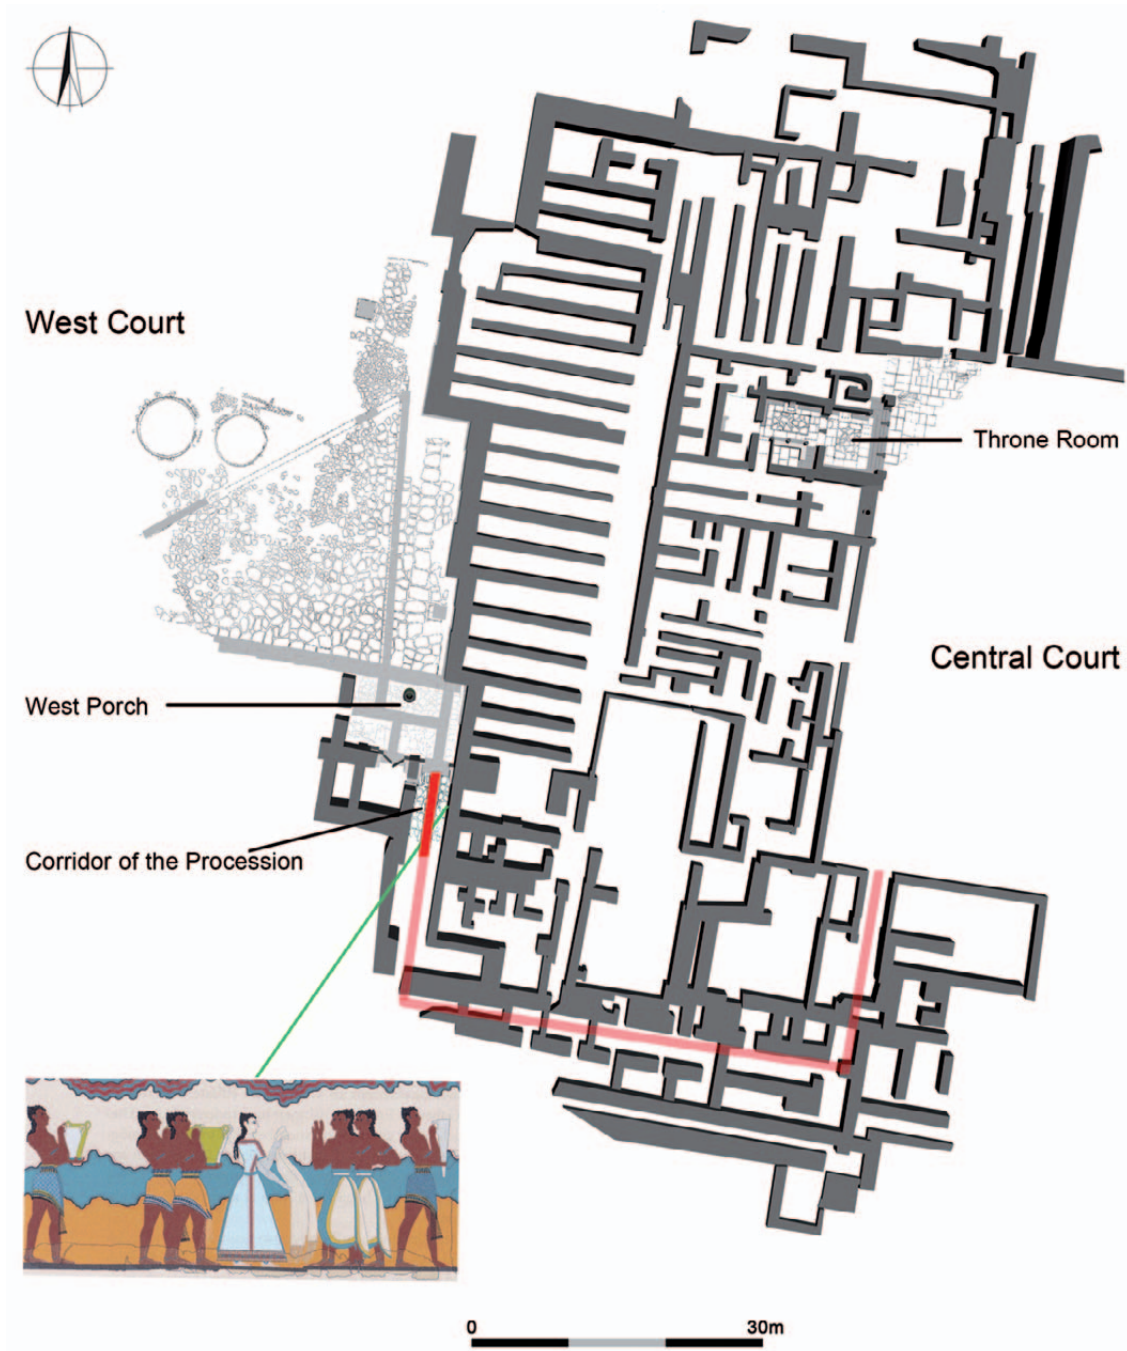 West Court
Throne Room
Central Court
West Porch
Corridor of the Procession
0 30m